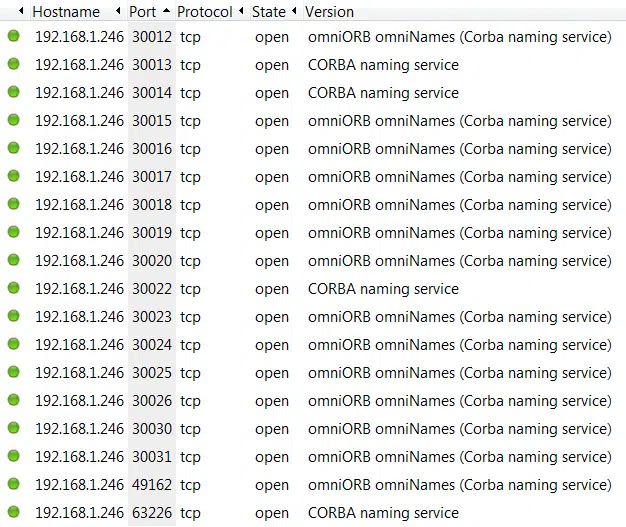 Hostname Port Protocol State Version
192.168.1.246 30012 tcp open omniORB omniNames (Corba naming service)
192.168.1.246 30013 tcp open CORBA naming service
192.168.1.246 30014 tcp open CORBA naming service
192.168.1.246 30015 tcp open omniORB omniNames (Corba naming service)
192.168.1.246 30016 tcp open omniORB omniNames (Corba naming service)
192.168.1.246 30017 tcp open omniORB omniNames (Corba naming service)
192.168.1.246 30018 tcp open omniORB omniNames (Corba naming service)
192.168.1.246 30019 tcp open omniORB omniNames (Corba naming service)
192.168.1.246 30020 tcp open omniORB omniNames (Corba naming service)
192.168.1.246 30022 tcp open CORBA naming service
192.168.1.246 30023 tcp open omniORB omniNames (Corba naming service)
192.168.1.246 30024 tcp open omniORB omniNames (Corba naming service)
192.168.1.246 30025 tcp open omniORB omniNames (Corba naming service)
192.168.1.246 30026 tcp open omniORB omniNames (Corba naming service)
192.168.1.246 30030 tcp open omniORB omniNames (Corba naming service)
192.168.1.246 30031 tcp open omniORB omniNames (Corba naming service)
192.168.1.246 49162 tcp open omniORB omniNames (Corba naming service)
192.168.1.246 63226 tcp open CORBA naming service